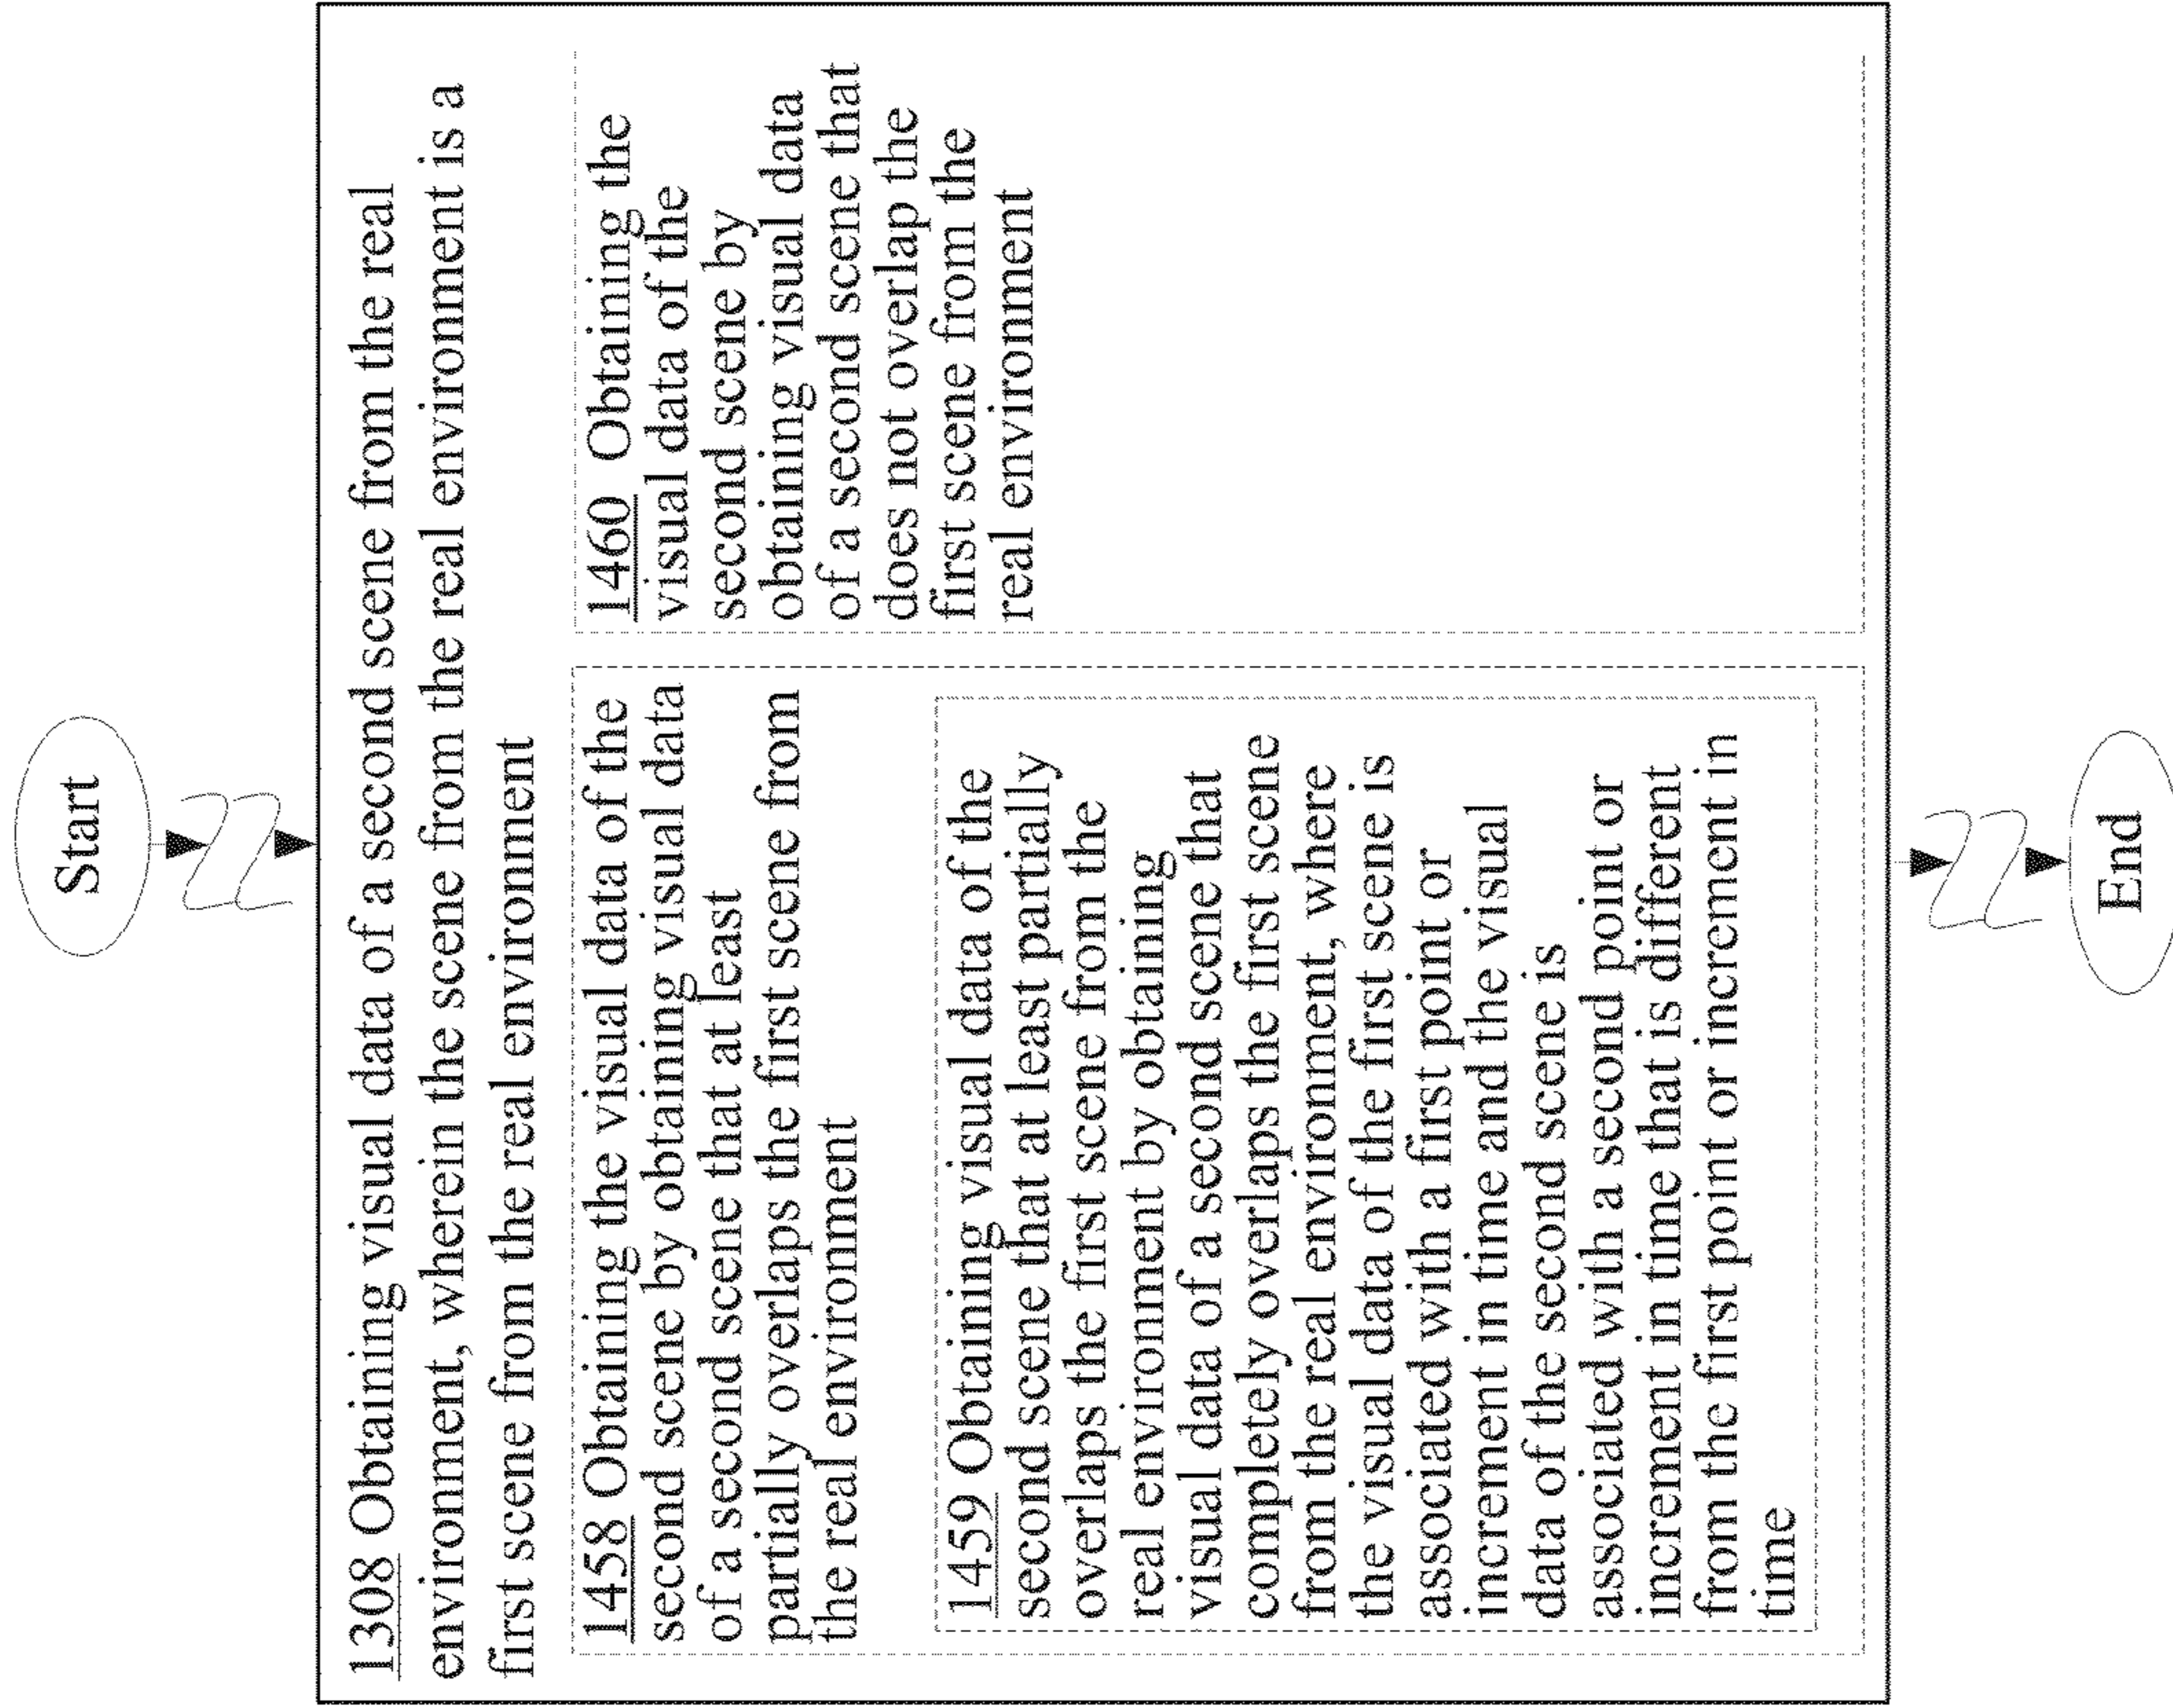 Start
1308 Obtaining visual data of a second scene from the real
environment, wherein the scene from the real environment is a
first scene from the real environment
1458 Obtaining the visual data of the
second scene by obtaining visual data
of a second scene that at least
partially overlaps the first scene from
the real environment
1459 Obtaining visual data of the
second scene that at least partially
overlaps the first scene from the
real environment by obtaining
visual data of a second scene that
completely overlaps the first scene
from the real environment, where
the visual data of the first scene is
associated with a first point or
increment in time and the visual
data of the second scene is
associated with a second point or
increment in time that is different
from the first point or increment in
time
1460 Obtaining the
visual data of the
second scene by
obtaining visual data
of a second scene that
does not overlap the
first scene from the
real environment
End